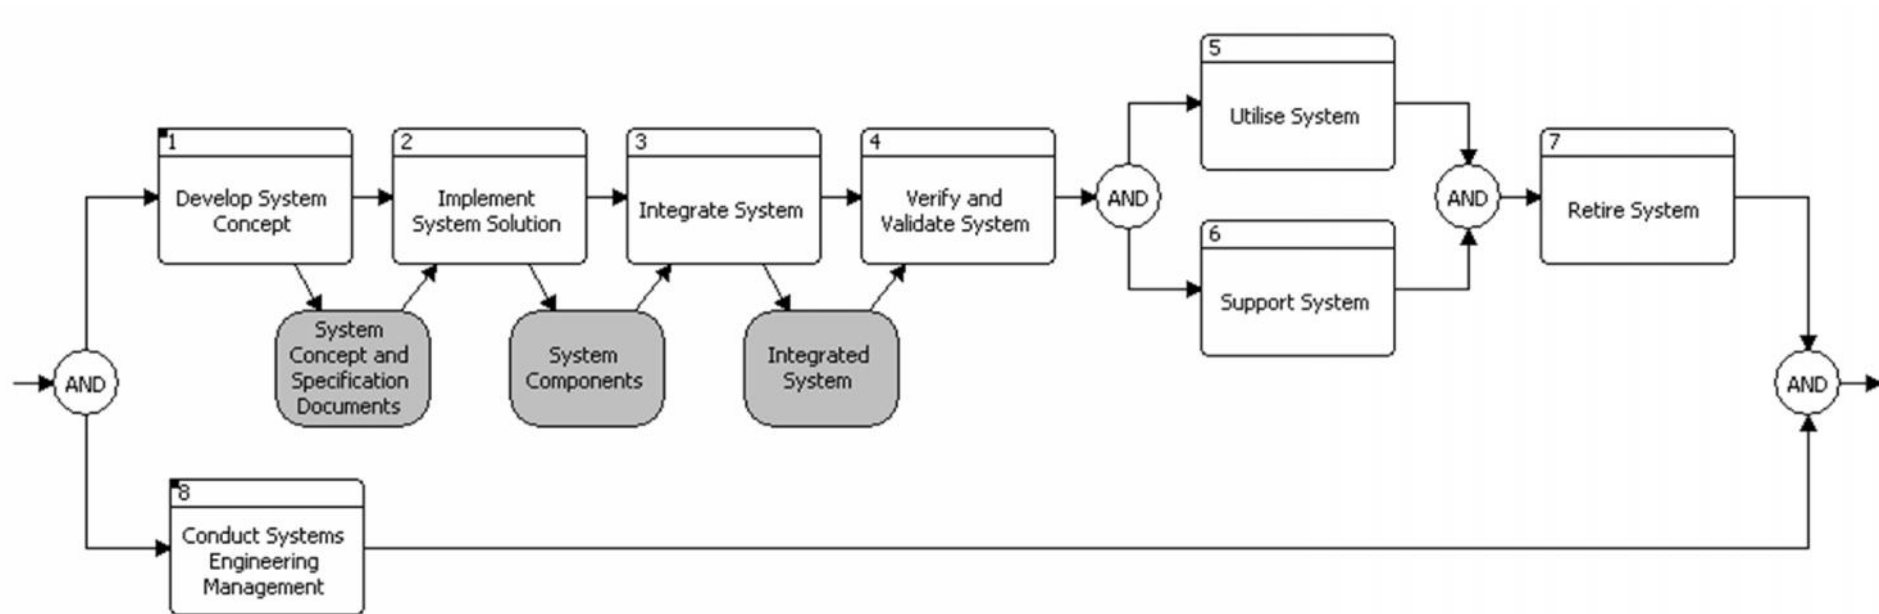 5
Utilise System
1
Develop System
Concept
2
Implement
System Solution
3
Integrate System
4
Verify and
Validate System
AND
AND
7
Retire System
6
Support System
System
Concept and
Specification
Documents
System
Components
Integrated
System
AND
AND
8
Conduct Systems
Engineering
Management